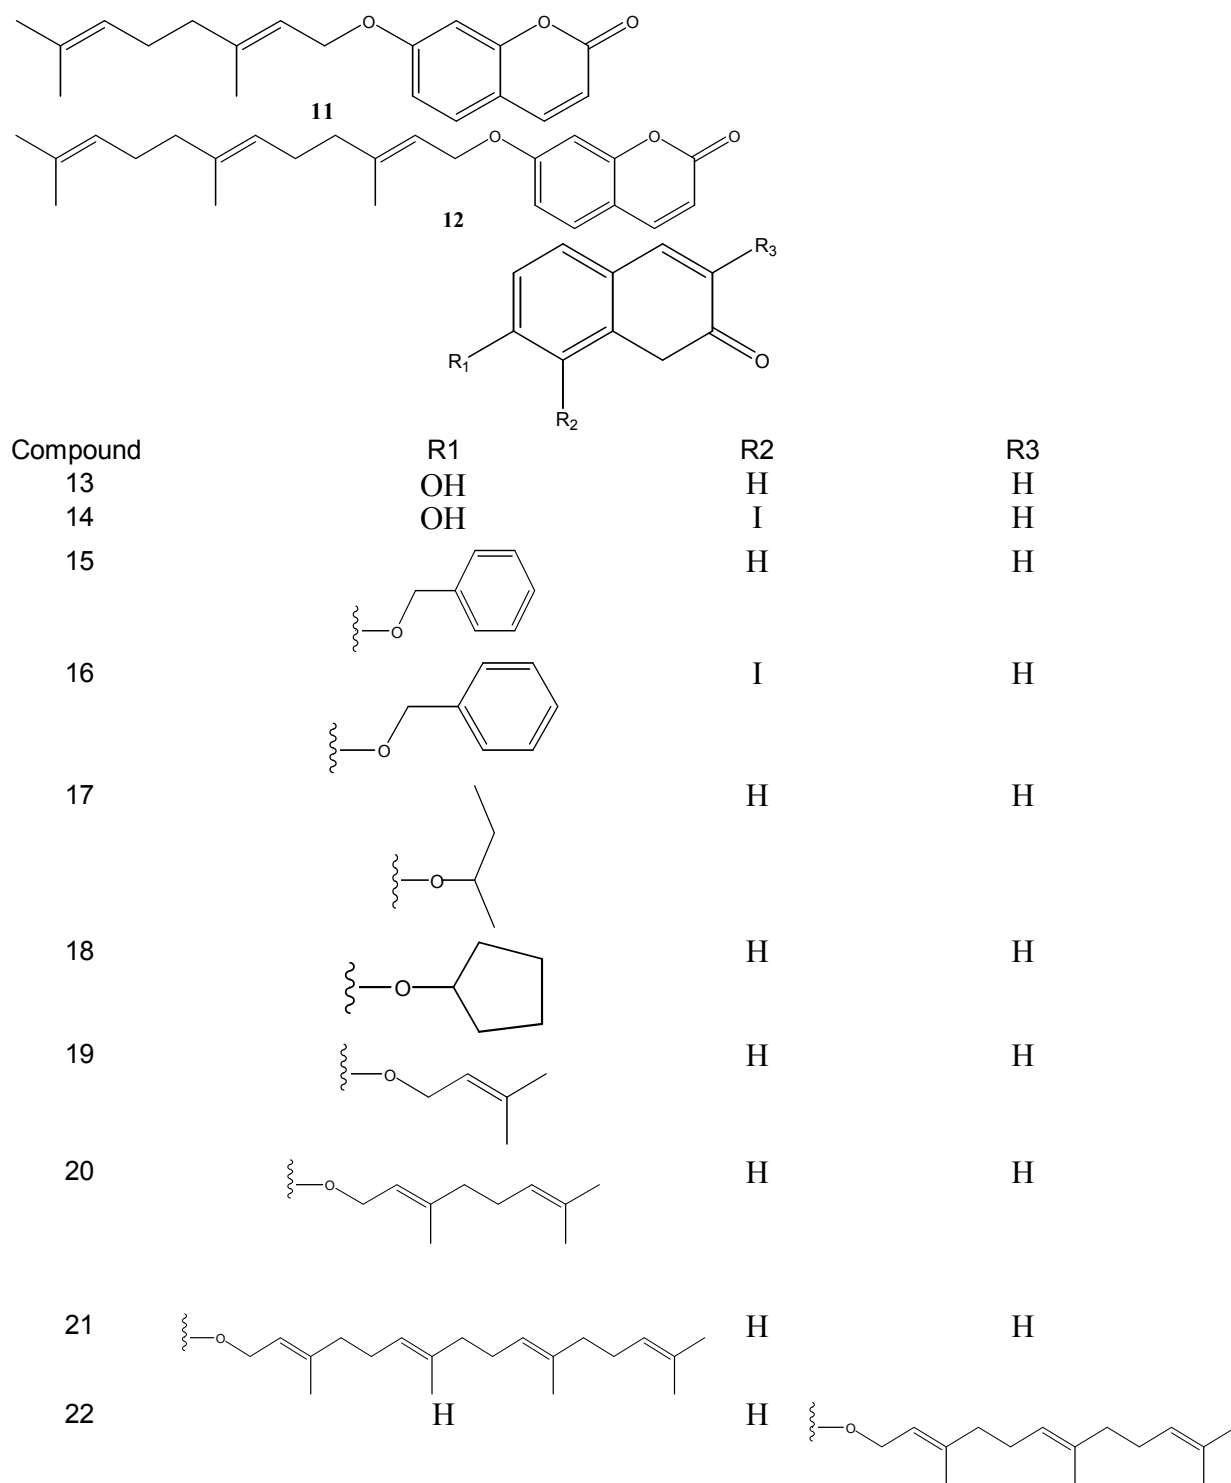 O O O
11
O O O
12
R3
R1 O
R2
Compound R1 R2 R3
13 OH H H
14 OH I H
15 H H
O
16 I H
O
17 H H
O
18 H H
O
19 H H
O
20 H H
O
21 H H
O
22 H H
O